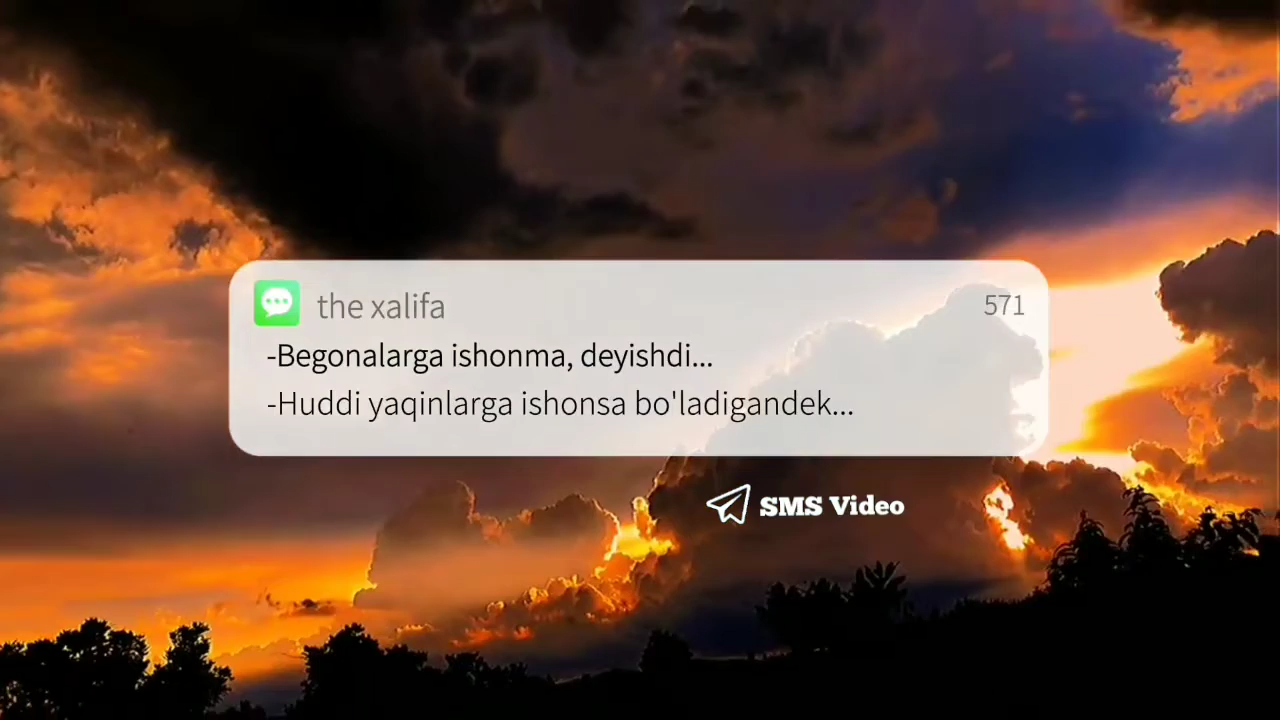 the xalifa 571
-Begonalarga ishonma, deyishdi...
-Huddi yaqinlarga ishonsa bo'ladigandek...
SMS Video